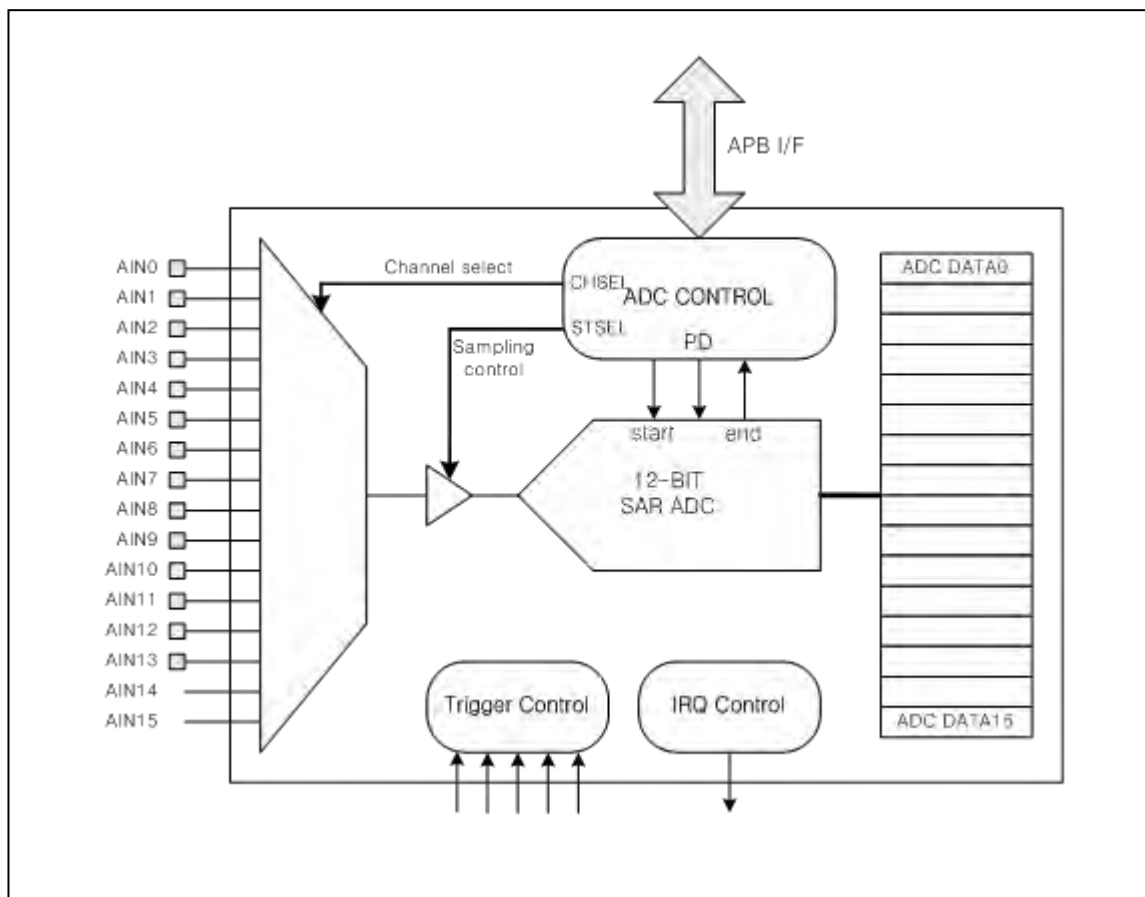 APB I/F
AIN0
AIN1
AIN2
AIN3
AIN4
AIN5
AIN6
AIN7
AIN8
AIN9
AIN10
AIN11
AIN12
AIN13
AIN14
AIN15
Channel select
Sampling
control
CHSEL
ADC CONTROL
STSEL
PD
start
end
12-BIT
SAR ADC
ADC DATA0
ADC DATA15
Trigger Control
IRQ Control